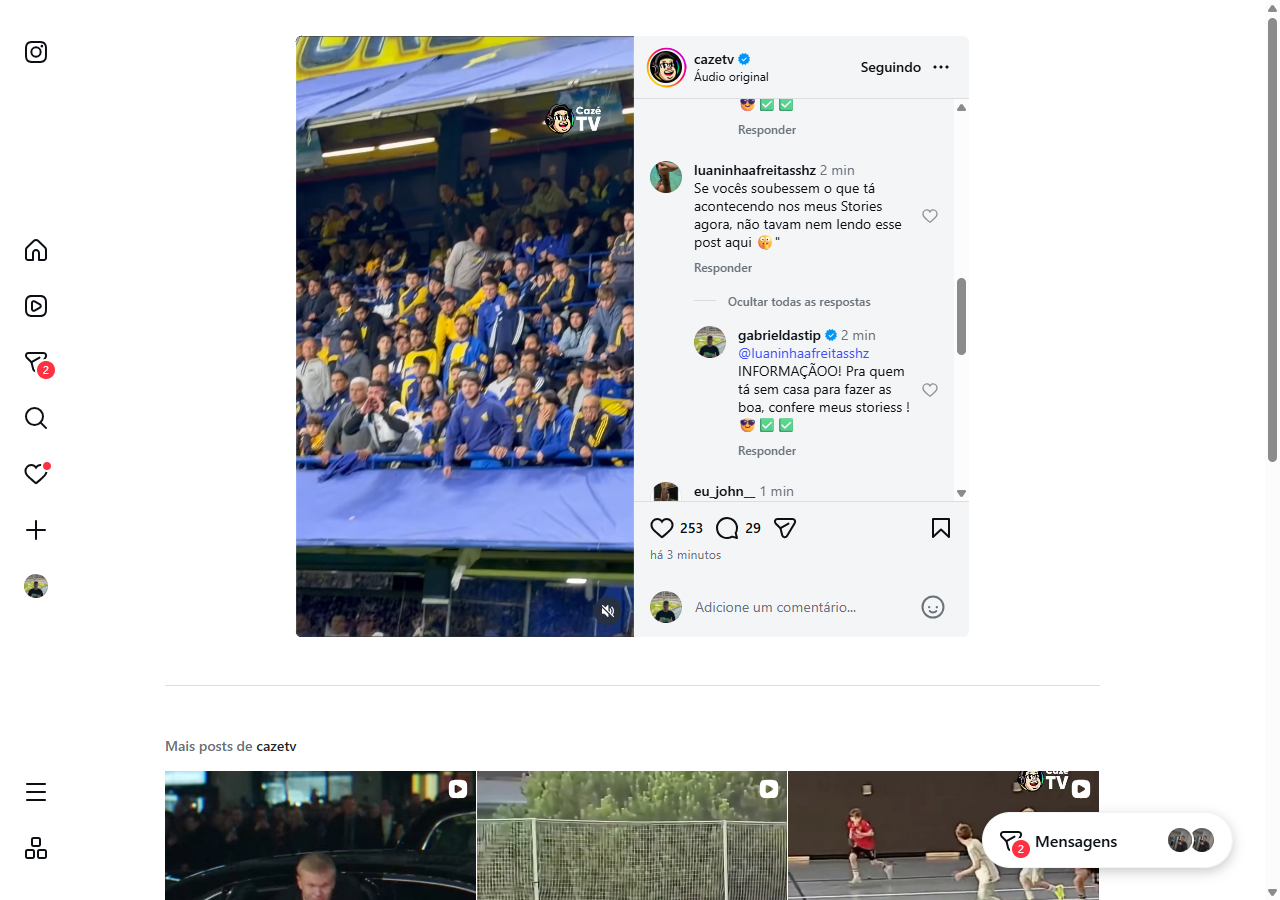 Cazé
TV
cazetv
Áudio original
Seguindo
😎 ✅ ✅
Responder
luaninhaafreitasshz 2 min
Se vocês soubessem o que tá
acontecendo nos meus Stories
agora, não tavam nem lendo esse
post aqui 🫣 "
Responder
Ocultar todas as respostas
gabrieldastip 2 min
@luaninhaafreitasshz
INFORMAÇÃOO! Pra quem
tá sem casa para fazer as
boa, confere meus storiess !
😎 ✅ ✅
Responder
eu_john__ 1 min
253 29
há 3 minutos
Adicione um comentário...
2
Mais posts de cazetv
Cazé
TV
2 Mensagens